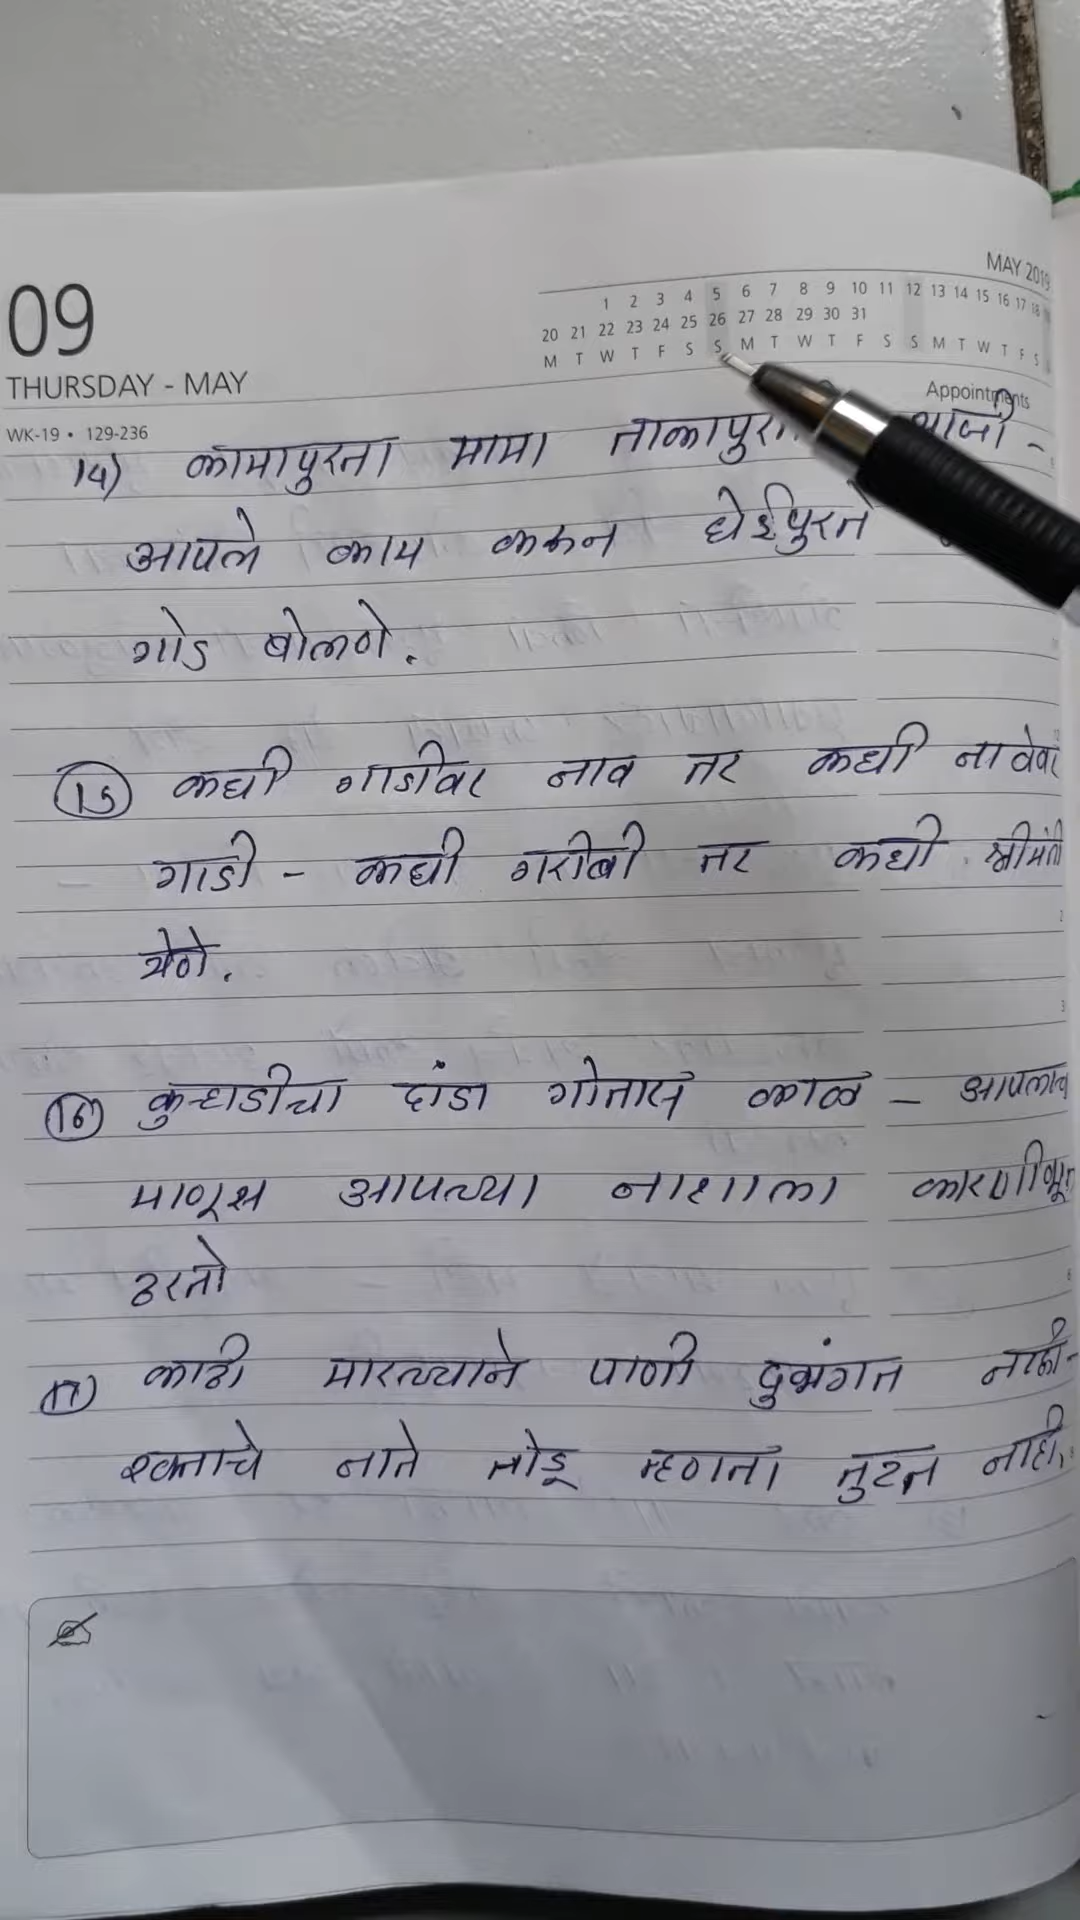 09
THURSDAY - MAY
WK-19 • 129-236
MAY 2019
1 2 3 4 5 6 7 8 9 10 11 12 13 14 15 16 17 18
20 21 22 23 24 25 26 27 28 29 30 31
M T W T F S S M T W T F S S M T W T F S
Appointments
14) कामापुरता मामा ताकापुर आजी -
आपले काम करून घेईपुरते
गोड बोलणे.
15 कधी गाडीवर नाव तर कधी नावेवर
गाडी - कधी गरीबी तर कधी श्रीमंती
येणे.
16 कुऱ्हाडीचा दांडा गोतास काळ - आपलाच
माणूस आपल्या नाशाला कारणीभूत
ठरतो
17 काठी मारल्याने पाणी दुभंगत नाही -
रक्ताचे नाते तोडू म्हणता तुटत नाही.